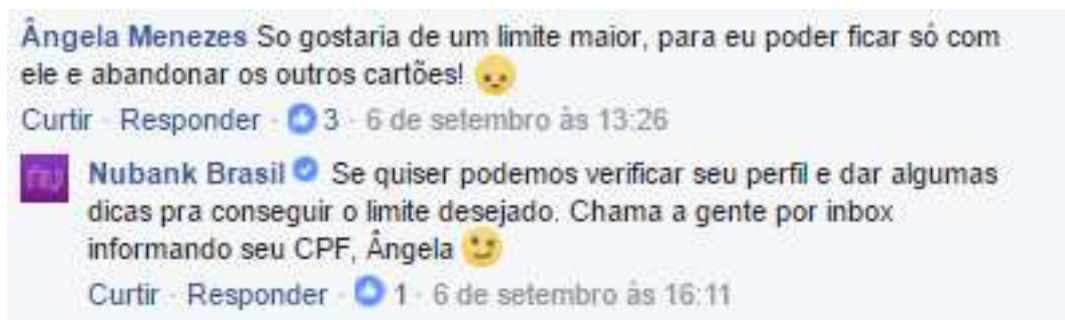 Ângela Menezes So gostaria de um limite maior, para eu poder ficar só com
ele e abandonar os outros cartões! 😞
Curtir · Responder · 3 · 6 de setembro às 13:26
nu
Nubank Brasil Se quiser podemos verificar seu perfil e dar algumas
dicas pra conseguir o limite desejado. Chama a gente por inbox
informando seu CPF, Ângela 😉
Curtir · Responder · 1 · 6 de setembro às 16:11